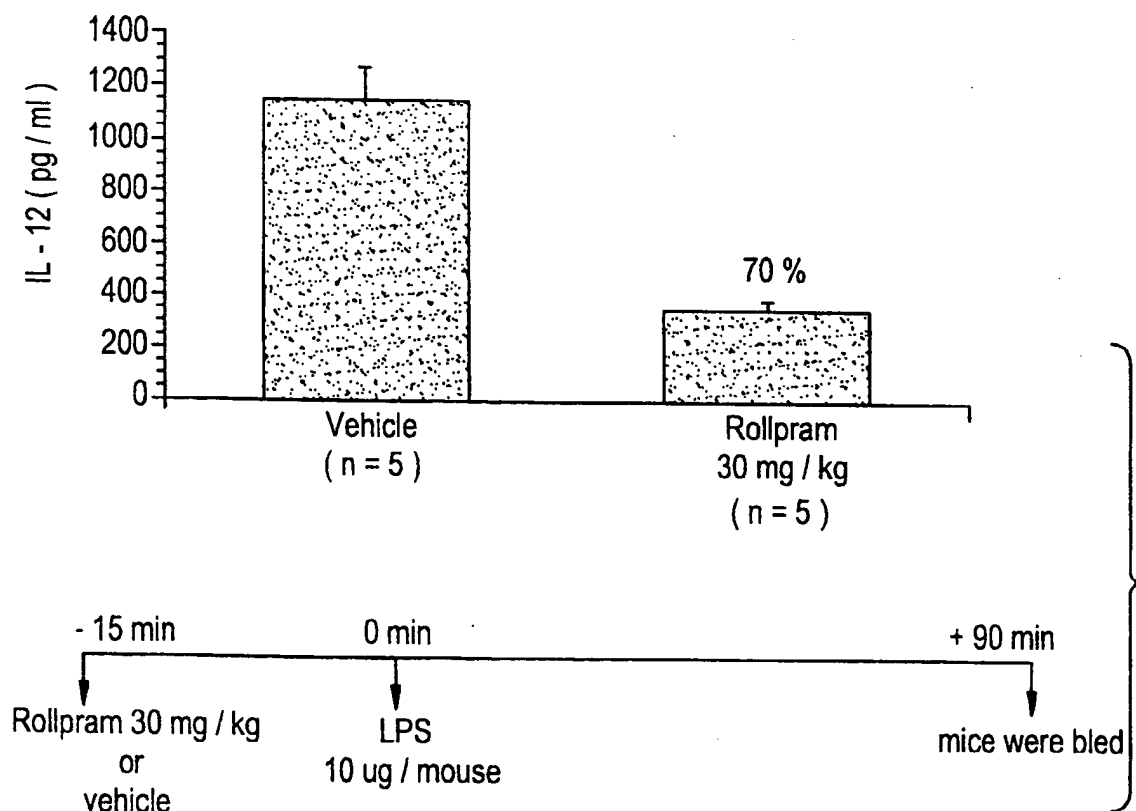 IL - 12 ( pg / ml )
1400
1200
1000
800
600
400
200
0
70 %
Vehicle
( n = 5 )
Rollpram
30 mg / kg
( n = 5 )
- 15 min
0 min
+ 90 min
Rollpram 30 mg / kg
or
vehicle
LPS
10 ug / mouse
mice were bled